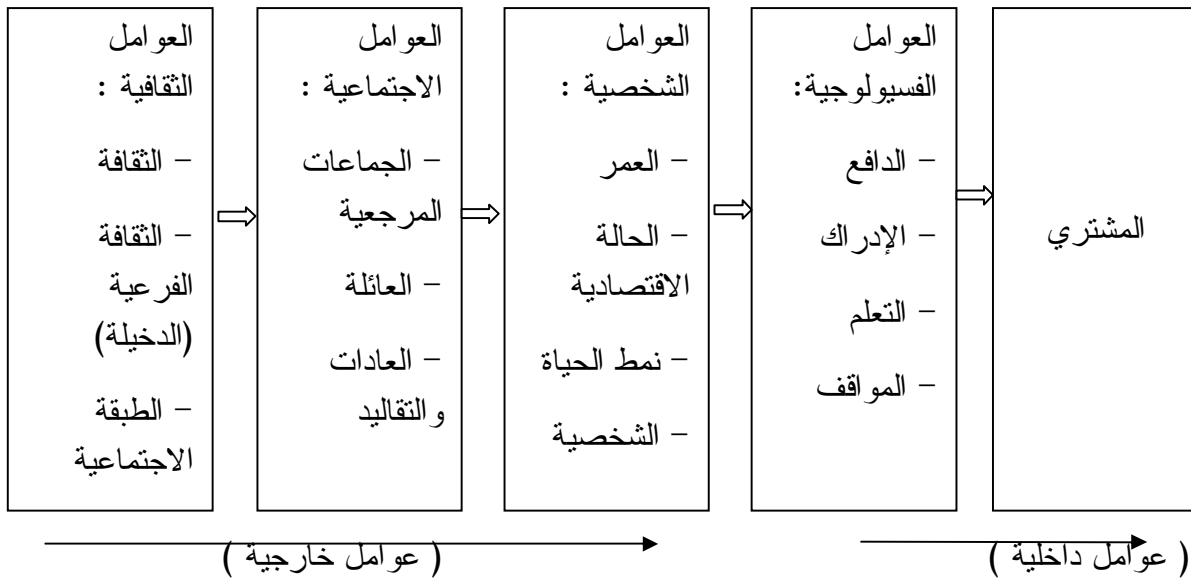 العوامل
الثقافية :
- الثقافة
- الثقافة
الفرعية
(الدخيلة)
- الطبقة
الاجتماعية
العوامل
الاجتماعية :
- الجماعات
المرجعية
- العائلة
- العادات
والتقاليد
العوامل
الشخصية :
- العمر
- الحالة
الاقتصادية
- نمط الحياة
- الشخصية
العوامل
الفسيولوجية:
- الدافع
- الإدراك
- التعلم
- المواقف
المشتري
( عوامل خارجية )
( عوامل داخلية )